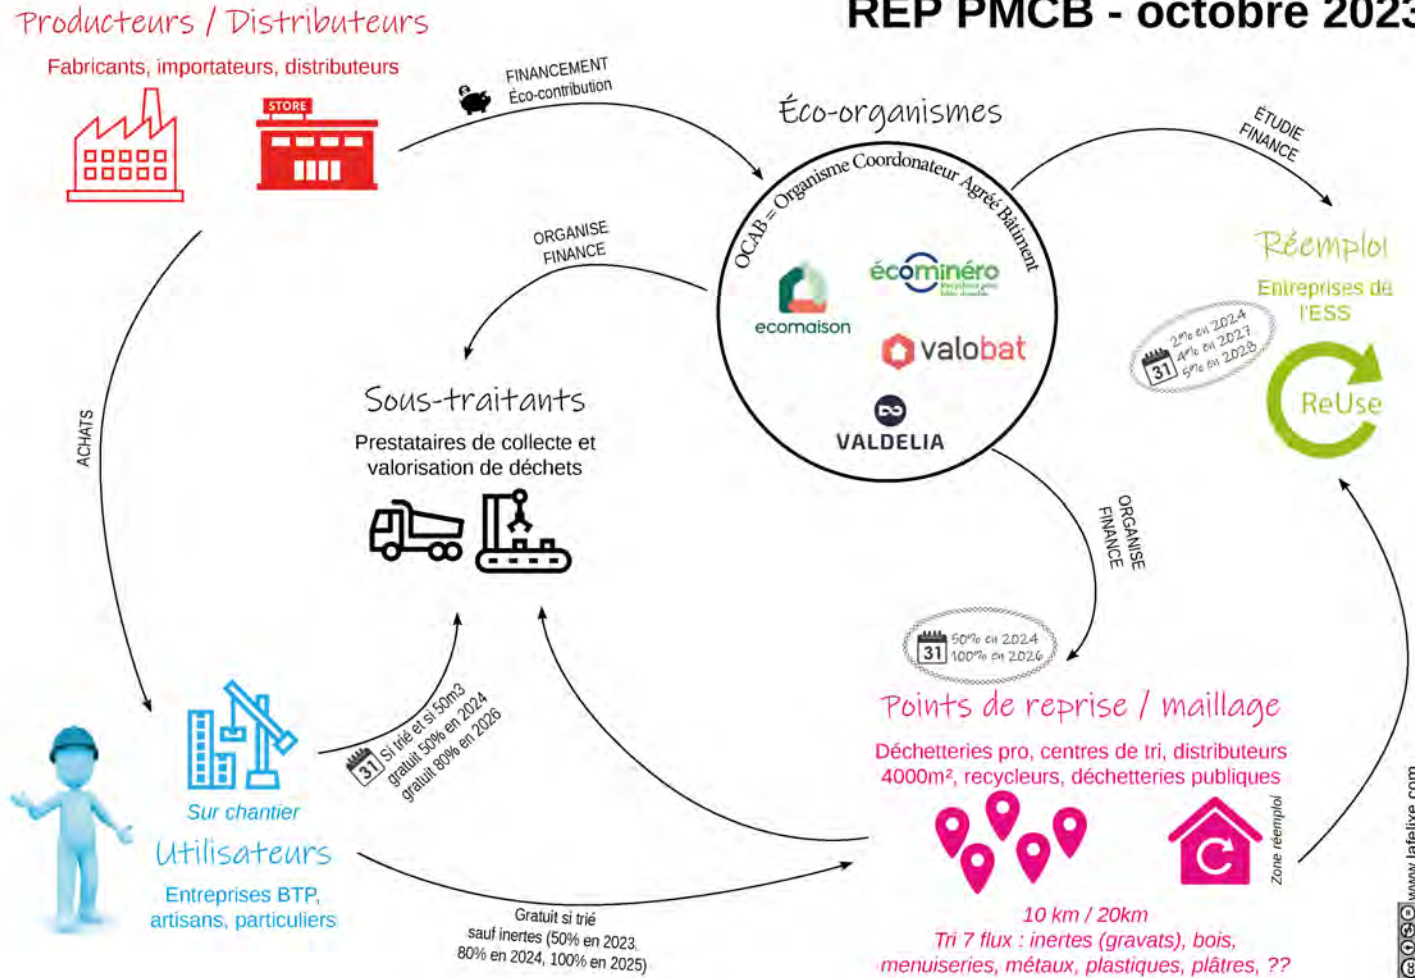 REP PMCB - octobre 2023
Producteurs / Distributeurs
Fabricants, importateurs, distributeurs
STORE
FINANCEMENT
Éco-contribution
Éco-organismes
OCAB = Organisme Coordonateur Agréé Bâtiment
ecomaison
écominéro
valobat
VALDELIA
ÉTUDIE
FINANCE
Réemploi
Entreprises de
l'ESS
2% en 2024
4% en 2027
5% en 2028
31
ReUse
ORGANISE
FINANCE
Sous-traitants
Prestataires de collecte et
valorisation de déchets
ACHATS
ORGANISE
FINANCE
50% en 2024
100% en 2026
31
Points de reprise / maillage
Déchetteries pro, centres de tri, distributeurs
4000m², recycleurs, déchetteries publiques
Zone réemploi
10 km / 20km
Tri 7 flux : inertes (gravats), bois,
menuiseries, métaux, plastiques, plâtres, ??
31
Si trié et si 50m3
gratuit 50% en 2024
gratuit 80% en 2026
Sur chantier
Utilisateurs
Entreprises BTP,
artisans, particuliers
Gratuit si trié
sauf inertes (50% en 2023,
80% en 2024, 100% en 2025)
www.lafelixe.com